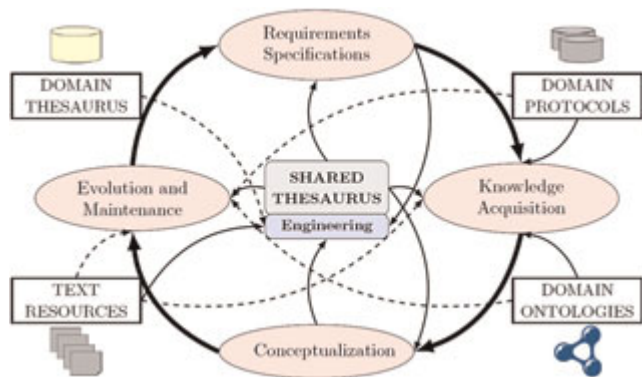 Requirements
Specifications
DOMAIN
THESAURUS
DOMAIN
PROTOCOLS
SHARED
THESAURUS
Engineering
Evolution and
Maintenance
Knowledge
Acquisition
TEXT
RESOURCES
DOMAIN
ONTOLOGIES
Conceptualization